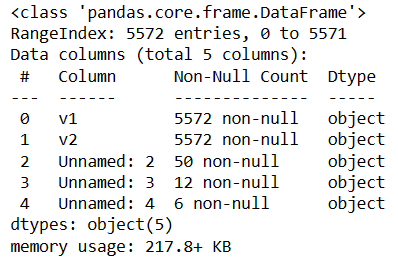 <class 'pandas.core.frame.DataFrame'>
RangeIndex: 5572 entries, 0 to 5571
Data columns (total 5 columns):
 #   Column      Non-Null Count  Dtype
---  ------      --------------  -----
 0   v1          5572 non-null   object
 1   v2          5572 non-null   object
 2   Unnamed: 2  50 non-null     object
 3   Unnamed: 3  12 non-null     object
 4   Unnamed: 4  6 non-null      object
dtypes: object(5)
memory usage: 217.8+ KB